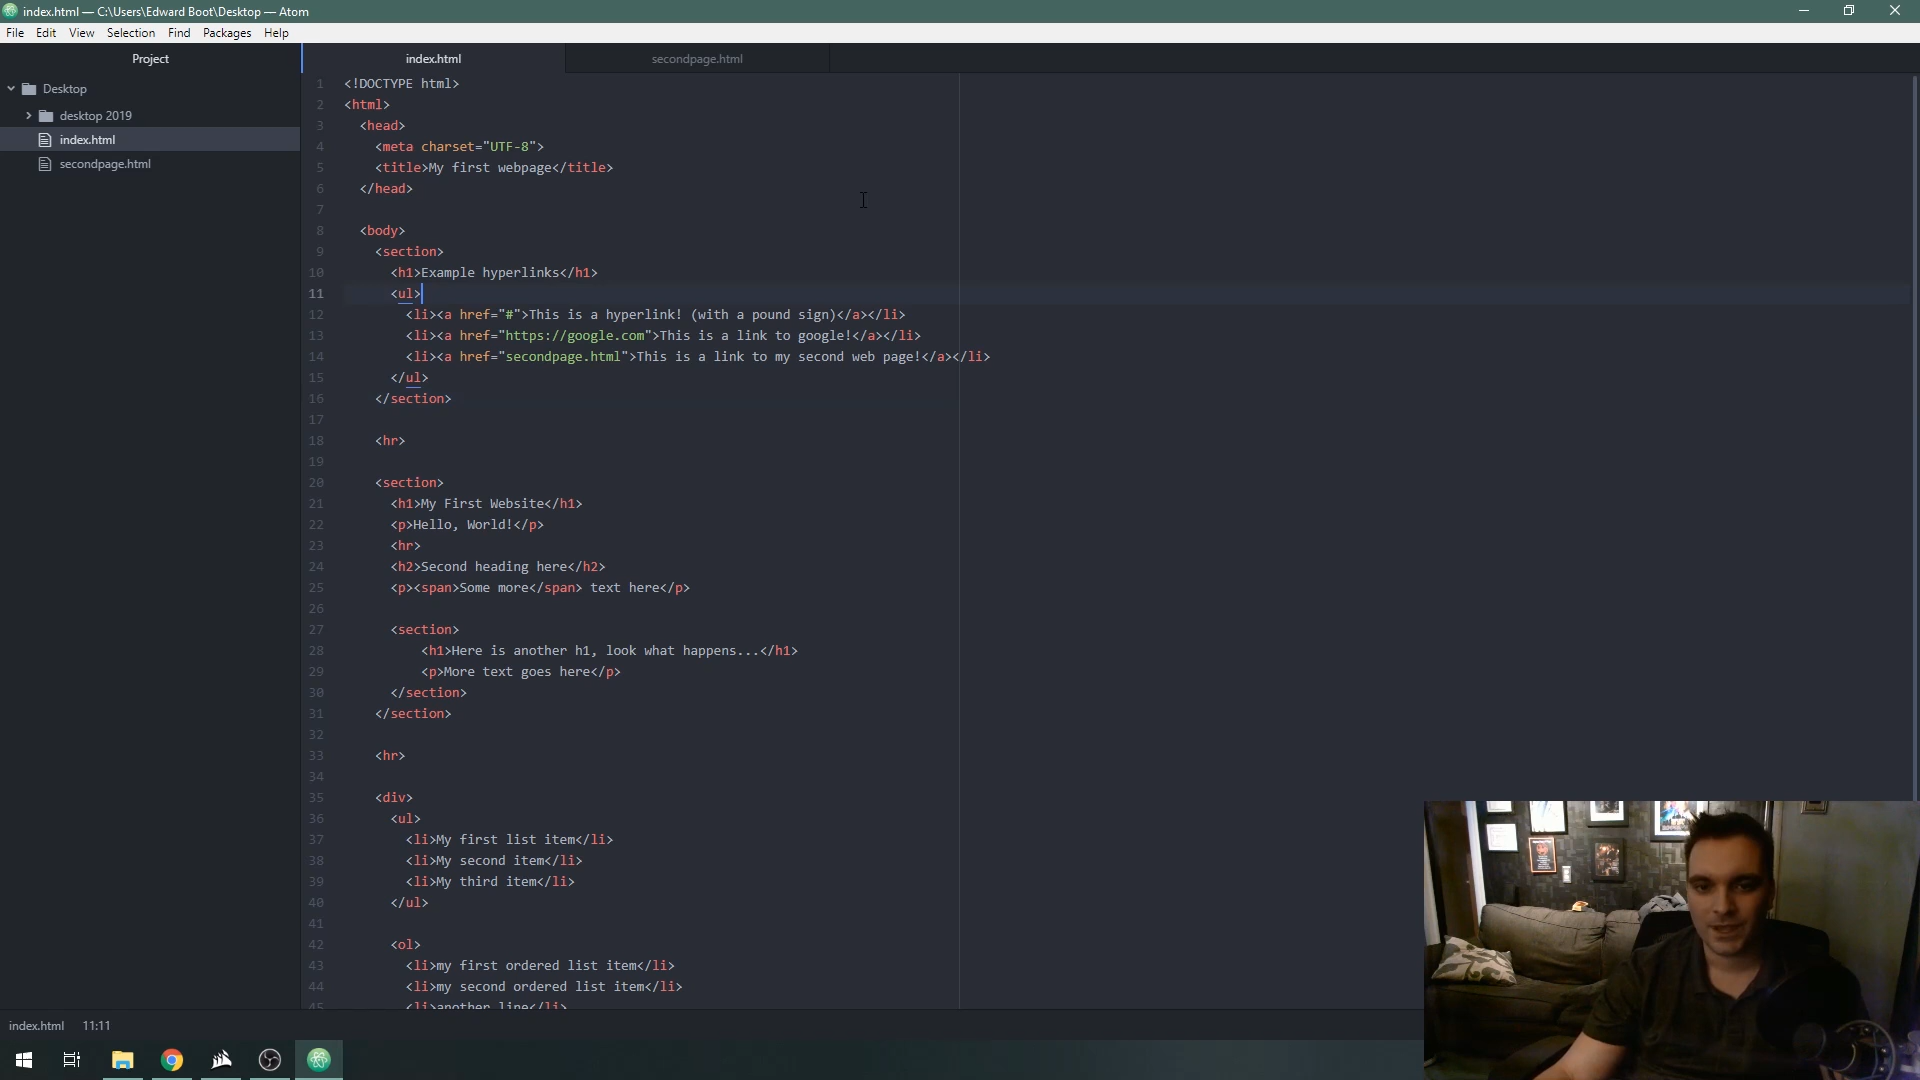 index.html — C:\Users\Edward Boot\Desktop — Atom
File Edit View Selection Find Packages Help
Project
index.html
secondpage.html
Desktop
desktop 2019
index.html
secondpage.html
1 <!DOCTYPE html>
2 <html>
3 <head>
4 <meta charset="UTF-8">
5 <title>My first webpage</title>
6 </head>
7
8 <body>
9 <section>
10 <h1>Example hyperlinks</h1>
11 <ul>
12 <li><a href="#">This is a hyperlink! (with a pound sign)</a></li>
13 <li><a href="https://google.com">This is a link to google!</a></li>
14 <li><a href="secondpage.html">This is a link to my second web page!</a></li>
15 </ul>
16 </section>
17
18 <hr>
19
20 <section>
21 <h1>My First Website</h1>
22 <p>Hello, World!</p>
23 <hr>
24 <h2>Second heading here</h2>
25 <p><span>Some more</span> text here</p>
26
27 <section>
28 <h1>Here is another h1, look what happens...</h1>
29 <p>More text goes here</p>
30 </section>
31 </section>
32
33 <hr>
34
35 <div>
36 <ul>
37 <li>My first list item</li>
38 <li>My second item</li>
39 <li>My third item</li>
40 </ul>
41
42 <ol>
43 <li>my first ordered list item</li>
44 <li>my second ordered list item</li>
45 <li>another line</li>
index.html 11:11